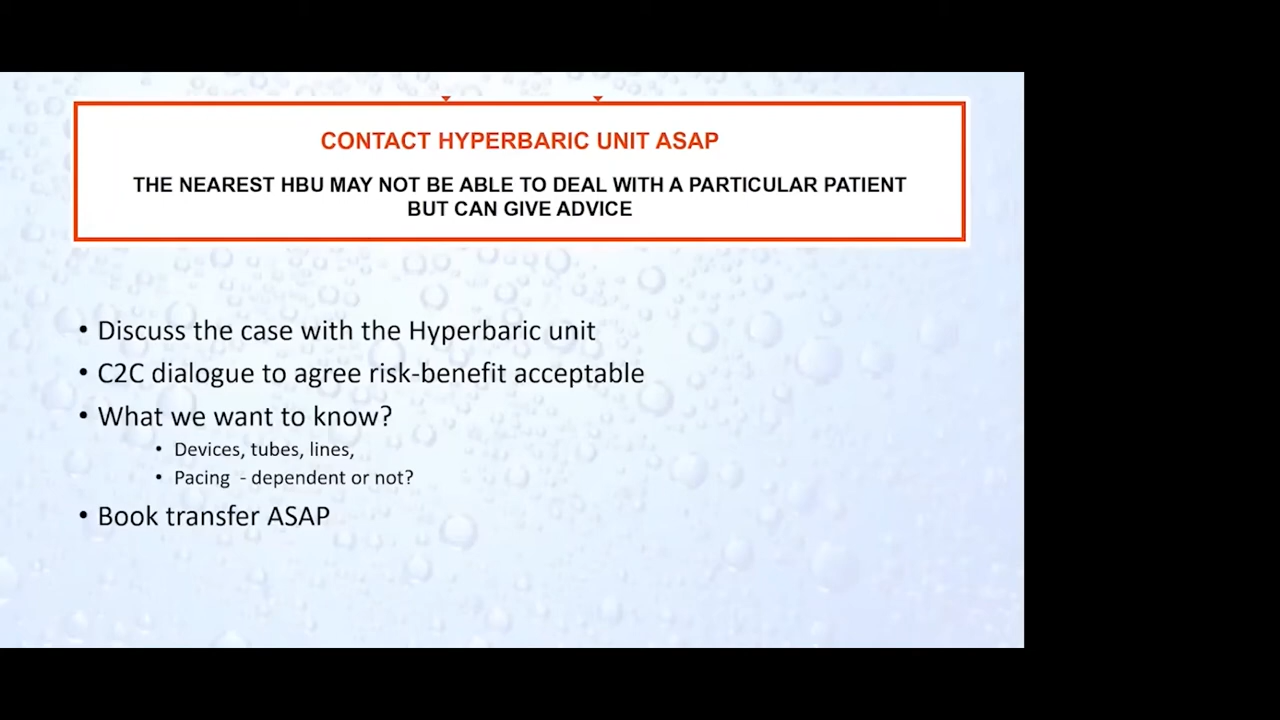 CONTACT HYPERBARIC UNIT ASAP
THE NEAREST HBU MAY NOT BE ABLE TO DEAL WITH A PARTICULAR PATIENT
BUT CAN GIVE ADVICE
• Discuss the case with the Hyperbaric unit
• C2C dialogue to agree risk-benefit acceptable
• What we want to know?
• Devices, tubes, lines,
• Pacing - dependent or not?
• Book transfer ASAP